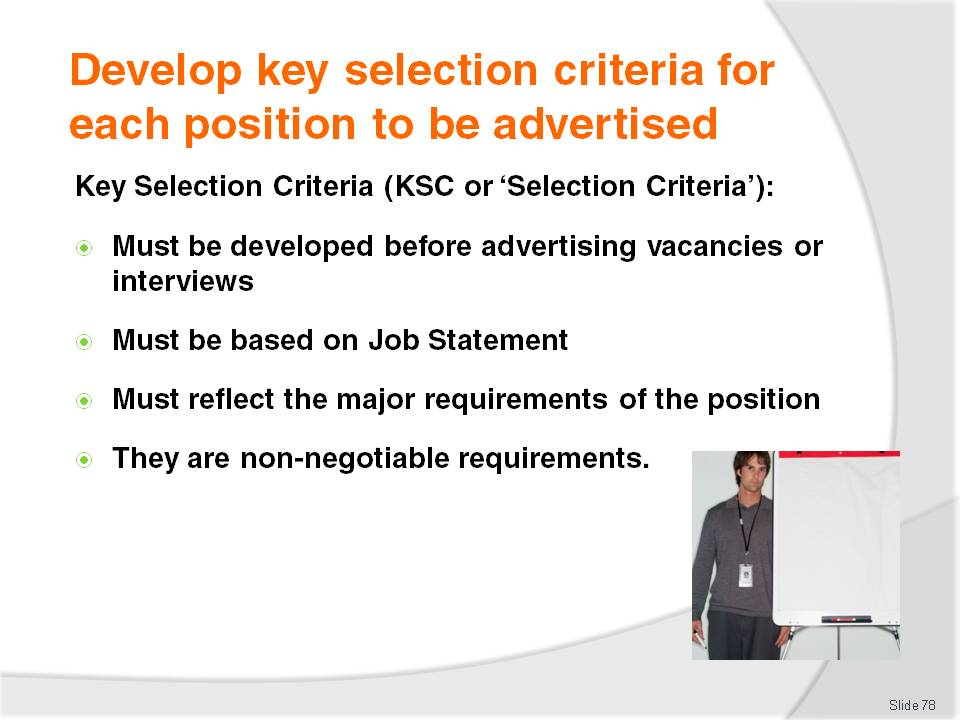 Develop key selection criteria for
each position to be advertised
Key Selection Criteria (KSC or ‘Selection Criteria’):
Must be developed before advertising vacancies or
interviews
Must be based on Job Statement
Must reflect the major requirements of the position
They are non-negotiable requirements.
Slide 78